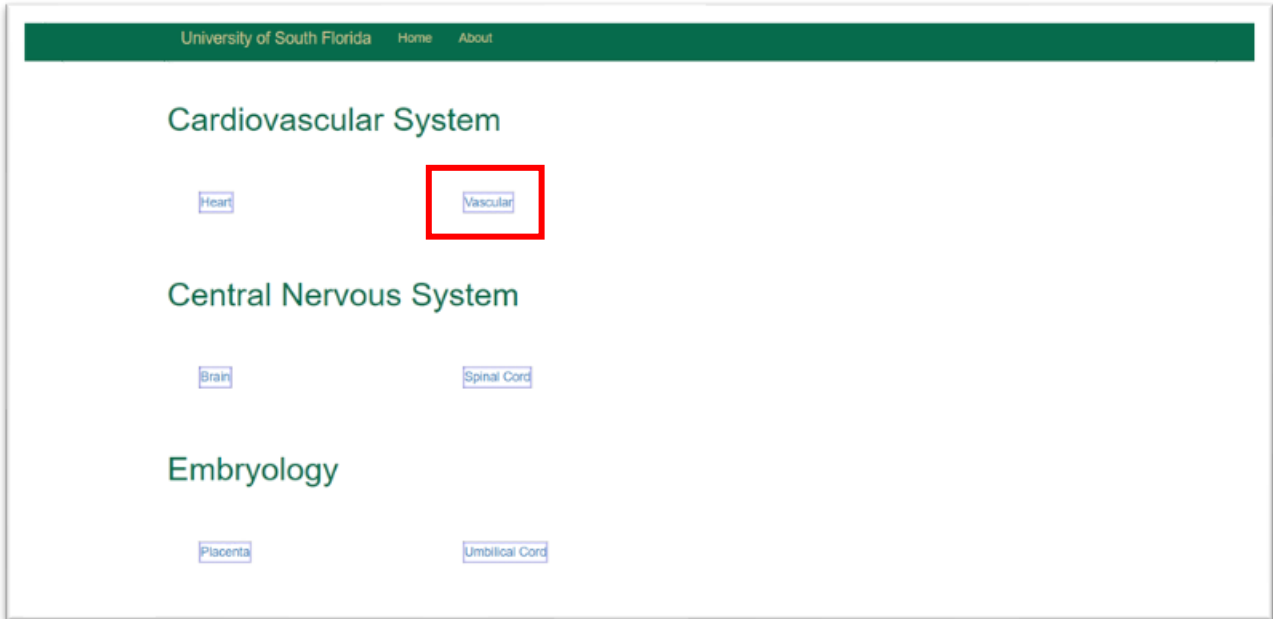 University of South Florida Home About
Cardiovascular System
Heart Vascular
Central Nervous System
Brain Spinal Cord
Embryology
Placenta Umbilical Cord